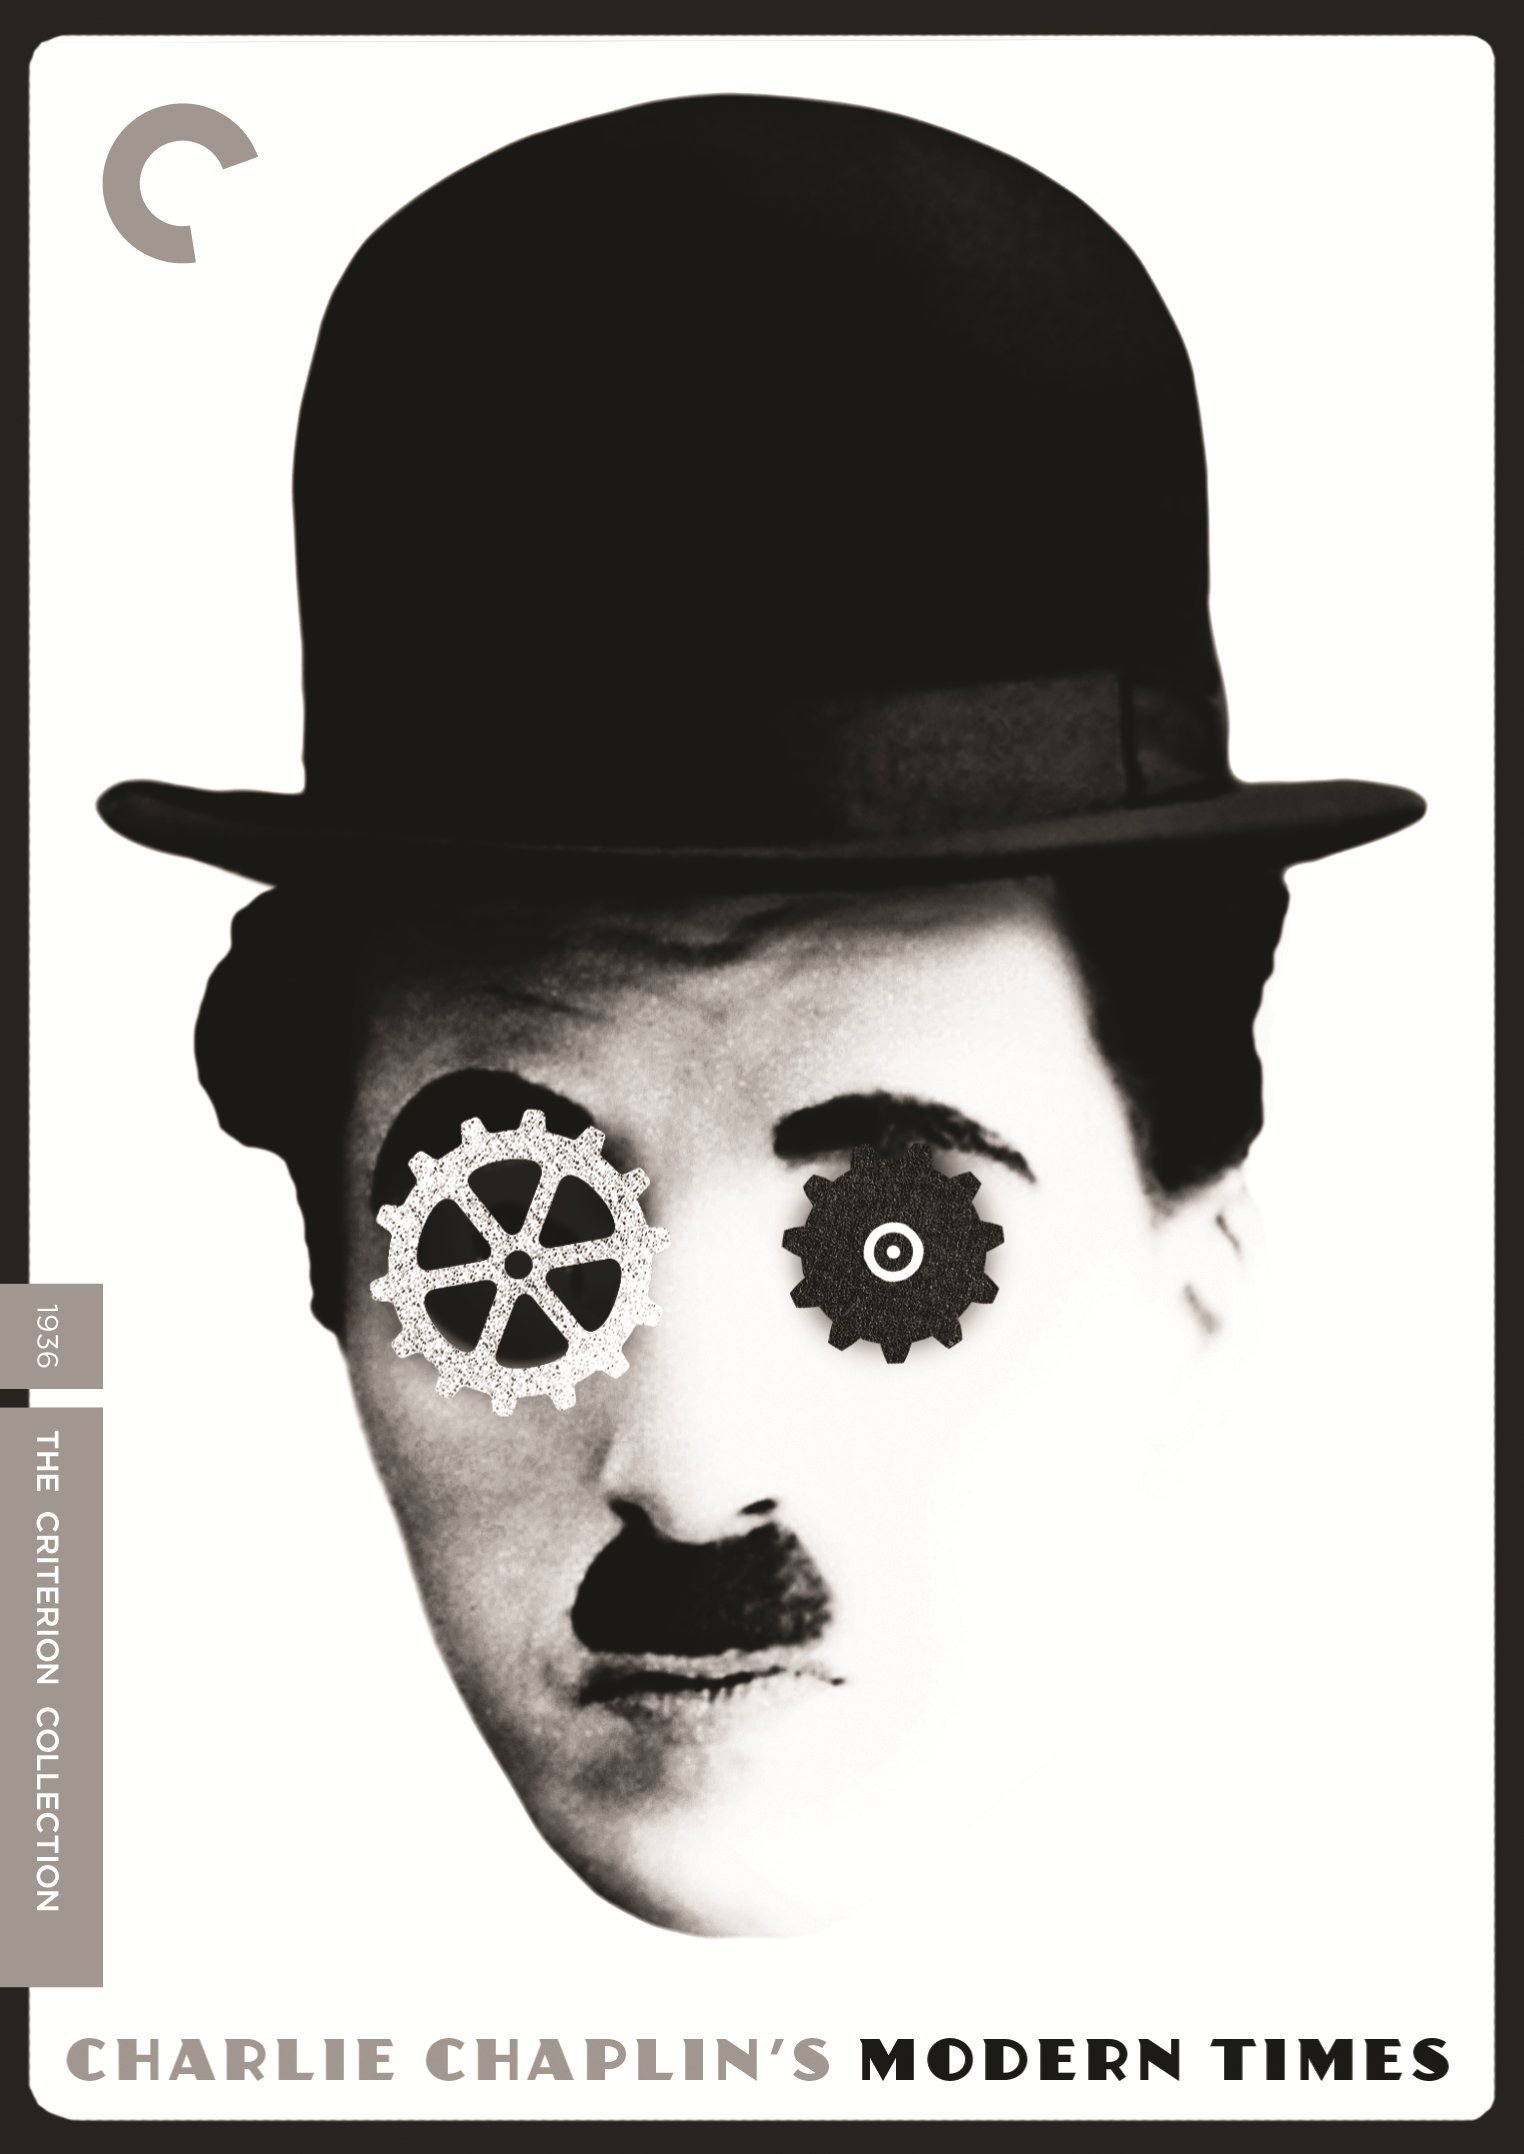 1936
THE CRITERION COLLECTION
CHARLIE CHAPLIN'S MODERN TIMES